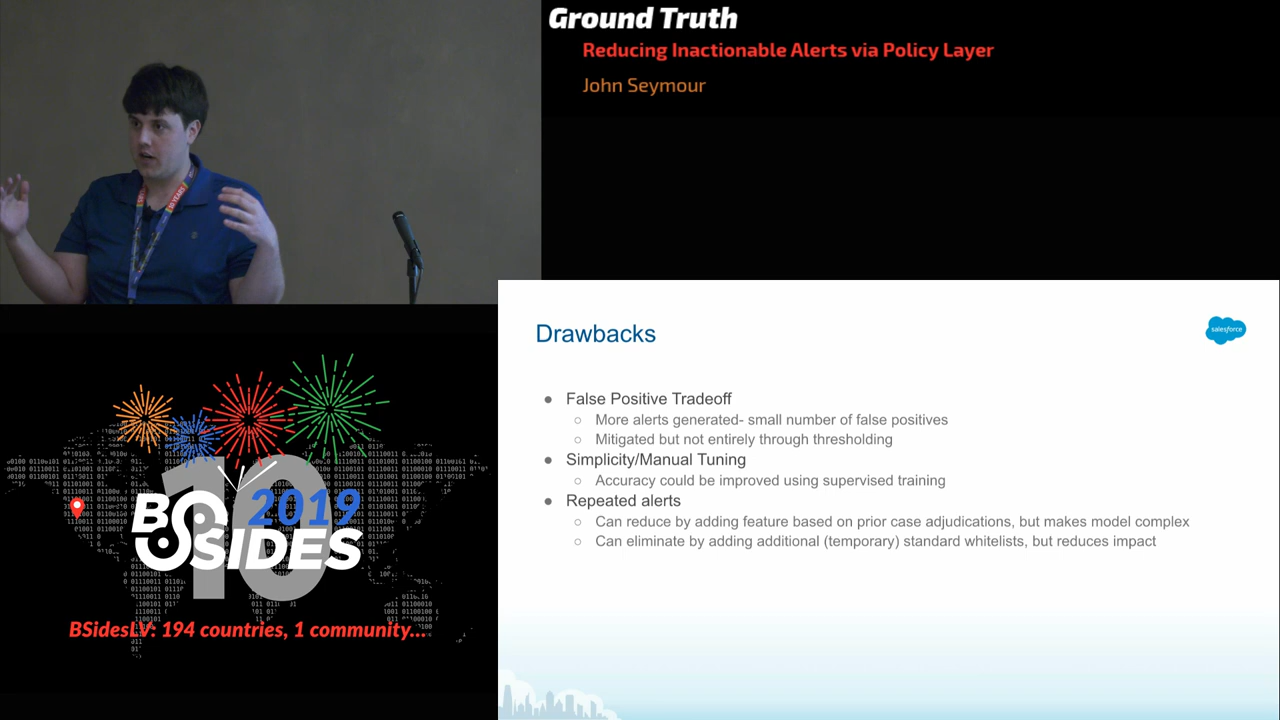 Ground Truth
Reducing Inactionable Alerts via Policy Layer
John Seymour
Drawbacks
salesforce
● False Positive Tradeoff
○ More alerts generated- small number of false positives
○ Mitigated but not entirely through thresholding
● Simplicity/Manual Tuning
○ Accuracy could be improved using supervised training
● Repeated alerts
○ Can reduce by adding feature based on prior case adjudications, but makes model complex
○ Can eliminate by adding additional (temporary) standard whitelists, but reduces impact
10
2019
BSIDES
BSidesLV: 194 countries, 1 community...